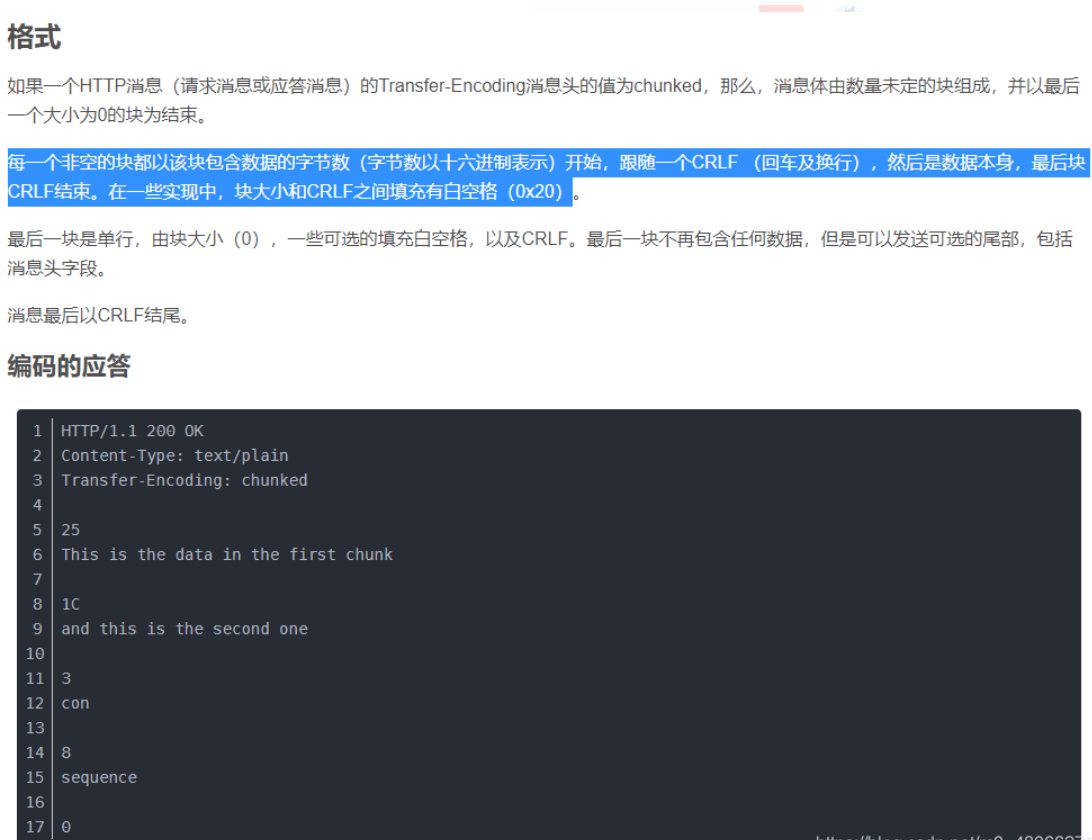 格式
如果一个HTTP消息（请求消息或应答消息）的Transfer-Encoding消息头的值为chunked，那么，消息体由数量未定的块组成，并以最后
一个大小为0的块为结束。
每一个非空的块都以该块包含数据的字节数（字节数以十六进制表示）开始，跟随一个CRLF （回车及换行），然后是数据本身，最后块
CRLF结束。在一些实现中，块大小和CRLF之间填充有白空格（0x20）。
最后一块是单行，由块大小（0），一些可选的填充白空格，以及CRLF。最后一块不再包含任何数据，但是可以发送可选的尾部，包括
消息头字段。
消息最后以CRLF结尾。
编码的应答
1 HTTP/1.1 200 OK
2 Content-Type: text/plain
3 Transfer-Encoding: chunked
4
5 25
6 This is the data in the first chunk
7
8 1C
9 and this is the second one
10
11 3
12 con
13
14 8
15 sequence
16
17 0